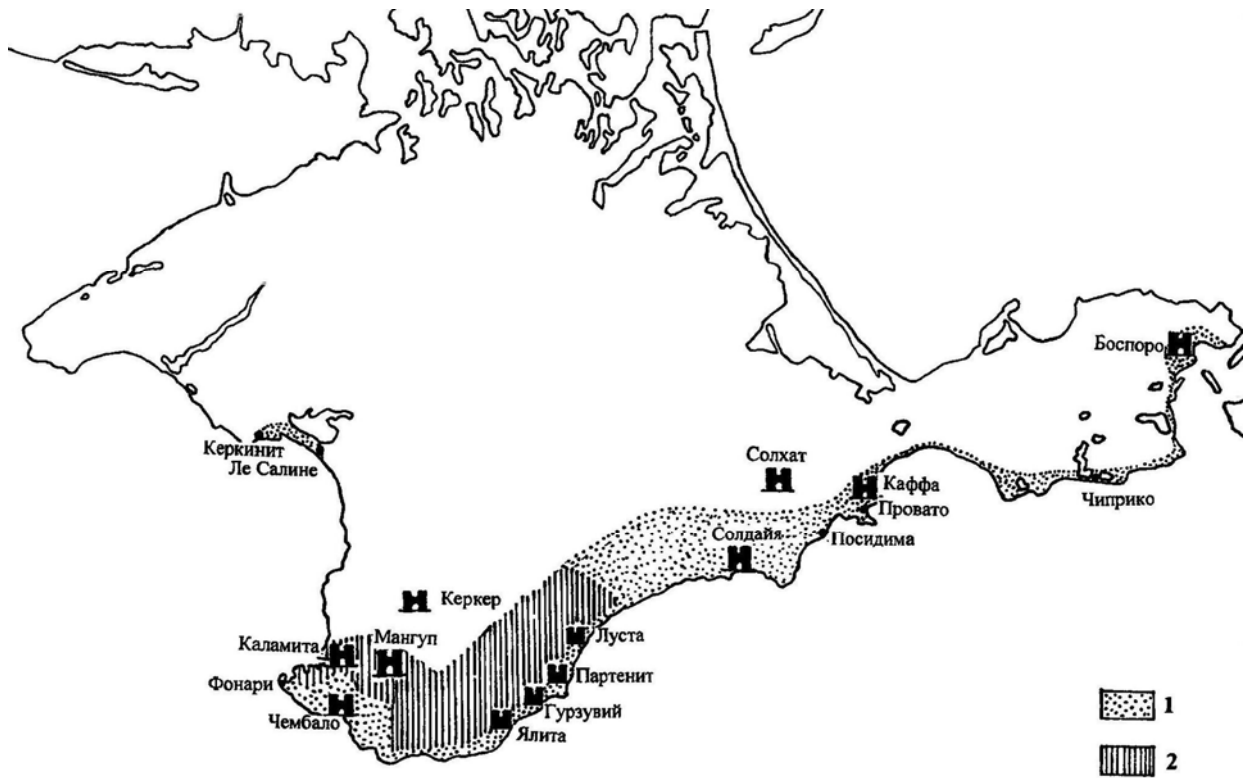 Боспоро
Керкинит
Ле Салине
Солхат
Каффа
Провато
Чиприко
Посидима
Солдайя
Керкер
Каламита
Мангуп
Луста
Фонари
Партенит
Чембало
Гурзувий
Ялита
1
2